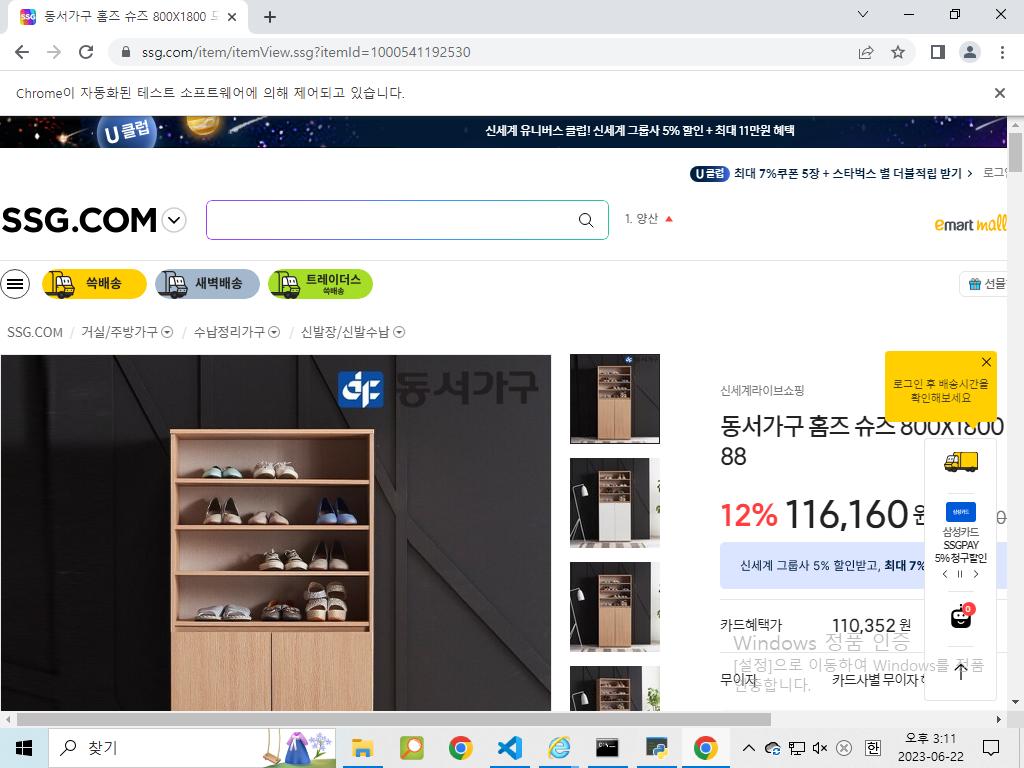 동서가구 홈즈 슈즈 800X1800
ssg.com/item/itemView.ssg?itemId=1000541192530
Chrome이 자동화된 테스트 소프트웨어에 의해 제어되고 있습니다.
U클럽
신세계 유니버스 클럽! 신세계 그룹사 5% 할인 + 최대 11만원 혜택
U클럽 최대 7%쿠폰 5장 + 스타벅스 별 더블적립 받기 >
SSG.COM
1. 양산
emart mall
쓱배송
새벽배송
트레이더스
쓱배송
선물
SSG.COM / 거실/주방가구 / 수납정리가구 / 신발장/신발수납
동서가구
로그인 후 배송시간을
확인해보세요
신세계라이브쇼핑
동서가구 홈즈 슈즈 800X1800
88
12% 116,160원
삼성카드
삼성카드
SSGPAY
5% 청구할인
신세계 그룹사 5% 할인받고, 최대 7%
0
카드혜택가 110,352 원
Windows 정품 인증
[설정]으로 이동하여 Windows를 정품
인증합니다.
무이자 카드사별 무이자
찾기
한
오후 3:11
2023-06-22